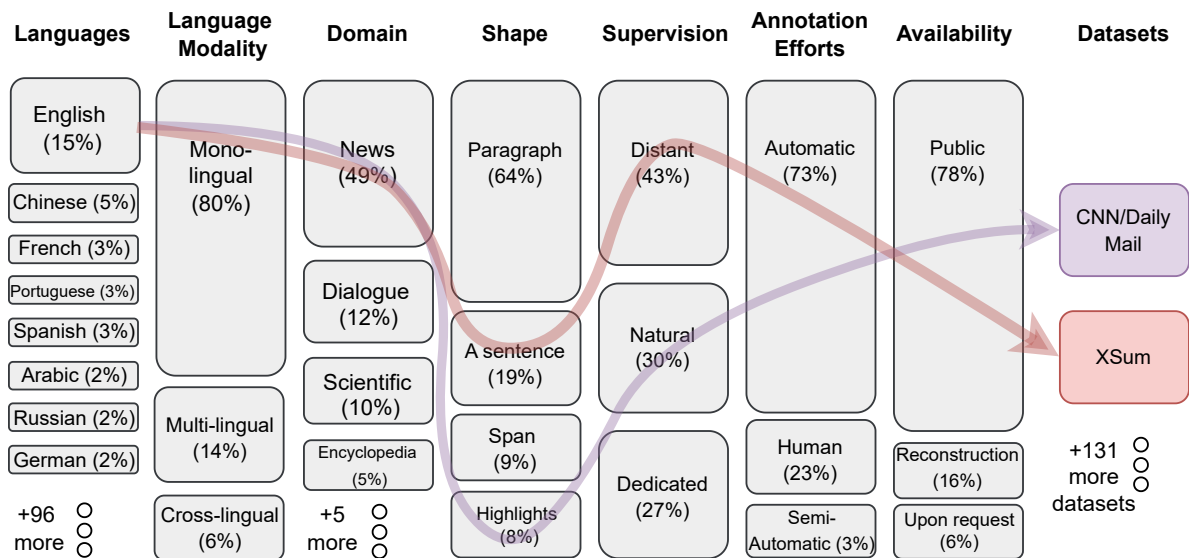 Languages
Language
Modality
Domain
Shape
Supervision
Annotation
Efforts
Availability
Datasets
English
(15%)
Chinese (5%)
French (3%)
Portuguese (3%)
Spanish (3%)
Arabic (2%)
Russian (2%)
German (2%)
+96
more
Mono-
lingual
(80%)
Multi-lingual
(14%)
Cross-lingual
(6%)
News
(49%)
Dialogue
(12%)
Scientific
(10%)
Encyclopedia
(5%)
+5
more
Paragraph
(64%)
A sentence
(19%)
Span
(9%)
Highlights
(8%)
Distant
(43%)
Natural
(30%)
Dedicated
(27%)
Automatic
(73%)
Human
(23%)
Semi-
Automatic (3%)
Public
(78%)
Reconstruction
(16%)
Upon request
(6%)
CNN/Daily
Mail
XSum
+131
more
datasets